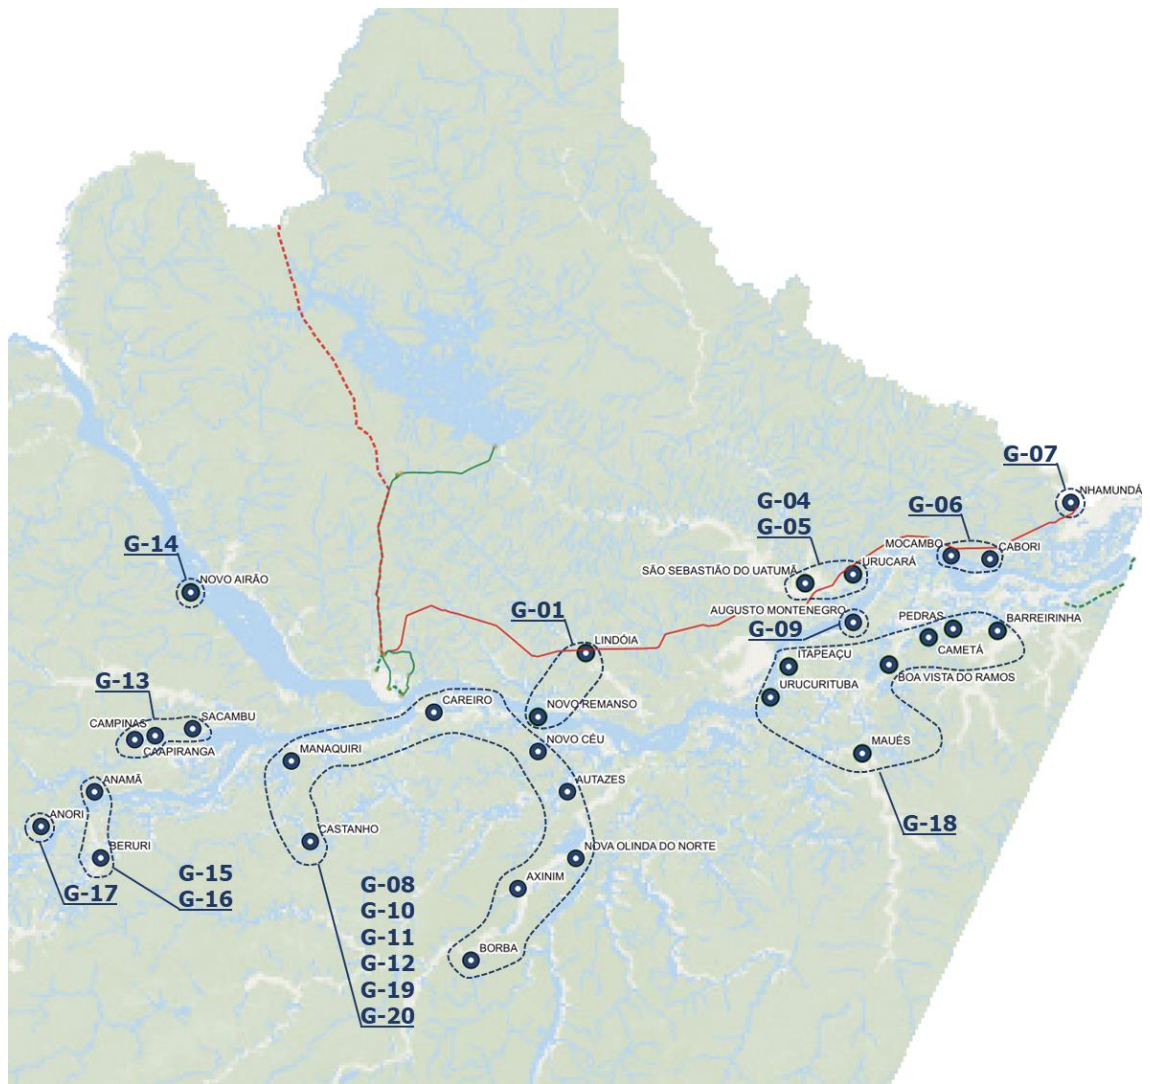 G-07
NHAMUNDÁ
G-04
G-05
G-06
MOCAMBO
CABORI
G-14
NOVO AIRÃO
SÃO SEBASTIÃO DO UATUMÃ
URUCARÁ
G-01
AUGUSTO MONTENEGRO
G-09
PEDRAS
BARREIRINHA
LINDÓIA
CAMETÁ
ITAPEAÇU
BOA VISTA DO RAMOS
URUCURITUBA
G-13
CAREIRO
NOVO REMANSO
CAMPINAS
SACAMBU
CAAPIRANGA
MANAQUIRI
NOVO CÉU
MAUÉS
ANAMÃ
AUTAZES
ANORI
CASTANHO
G-18
BERURI
NOVA OLINDA DO NORTE
G-17
G-15
G-16
AXINIM
G-08
G-10
G-11
G-12
G-19
G-20
BORBA